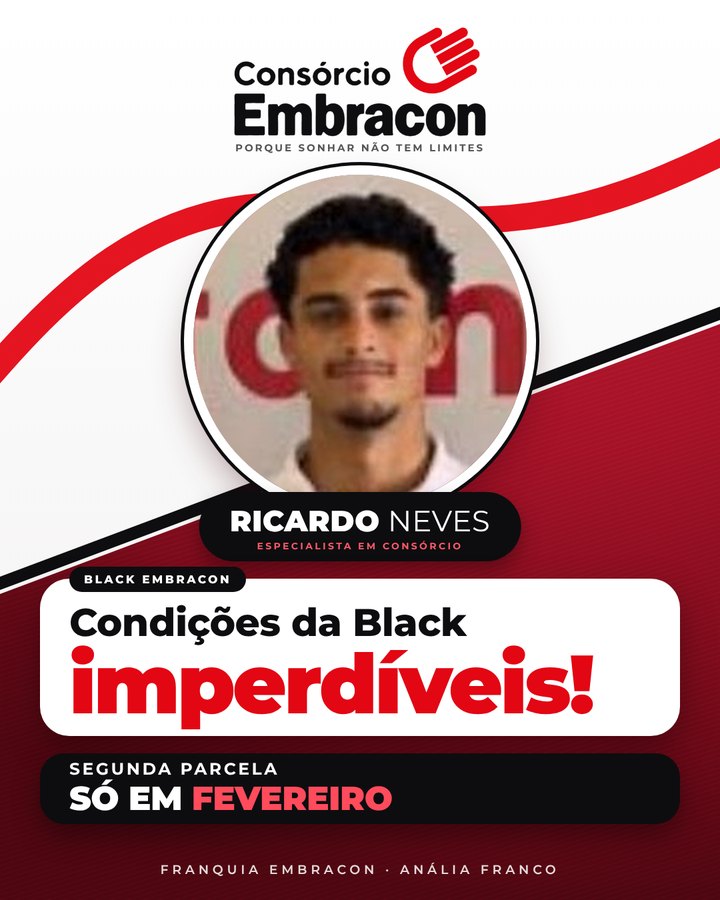 Consórcio
Embracon
PORQUE SONHAR NÃO TEM LIMITES
RICARDO NEVES
ESPECIALISTA EM CONSÓRCIO
BLACK EMBRACON
Condições da Black
imperdíveis!
SEGUNDA PARCELA
SÓ EM FEVEREIRO
FRANQUIA EMBRACON · ANÁLIA FRANCO